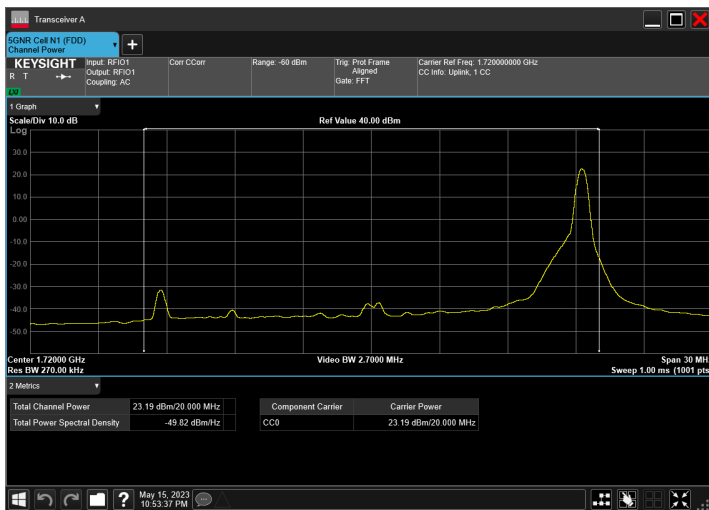 Transceiver A
5GNR Cell N1 (FDD)
Channel Power
KEYSIGHT
R T
LXI
Input: RFIO1
Output: RFIO1
Coupling: AC
Corr CCorr
Range: -60 dBm
Trig: Prot Frame
Aligned
Gate: FFT
Carrier Ref Freq: 1.720000000 GHz
CC Info: Uplink, 1 CC
1 Graph
Scale/Div 10.0 dB
Ref Value 40.00 dBm
Log
30.0
20.0
10.0
0.00
-10.0
-20.0
-30.0
-40.0
-50.0
Center 1.72000 GHz
Video BW 2.7000 MHz
Span 30 MH
Res BW 270.00 kHz
Sweep 1.00 ms (1001 pts
2 Metrics
Total Channel Power 23.19 dBm/20.000 MHz
Total Power Spectral Density -49.82 dBm/Hz
Component Carrier Carrier Power
CC0 23.19 dBm/20.000 MHz
?
May 15, 2023
10:53:37 PM